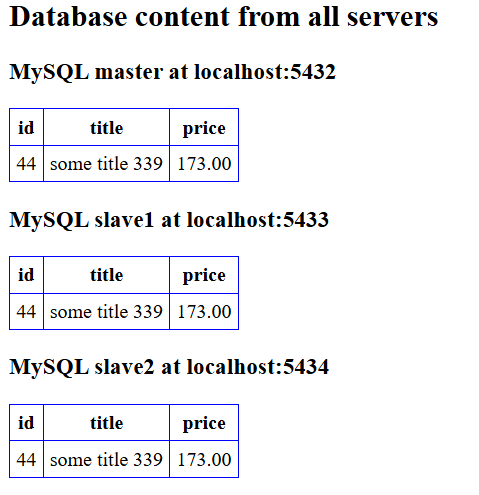 Database content from all servers
MySQL master at localhost:5432
id title price
44 some title 339 173.00
MySQL slave1 at localhost:5433
id title price
44 some title 339 173.00
MySQL slave2 at localhost:5434
id title price
44 some title 339 173.00